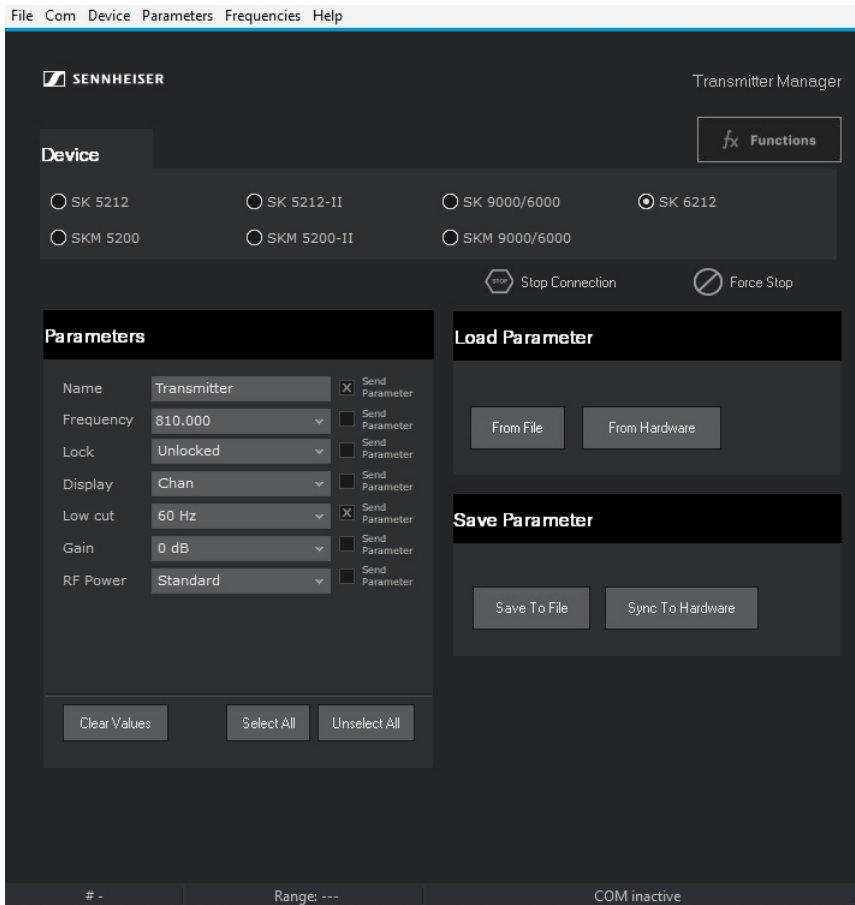 File Com Device Parameters Frequencies Help
SENNHEISER
Transmitter Manager
fx Functions
Device
SK 5212 SK 5212-II SK 9000/6000 SK 6212
SKM 5200 SKM 5200-II SKM 9000/6000
STOP Stop Connection Force Stop
Parameters
Name Transmitter X Send Parameter
Frequency 810.000 Send Parameter
Lock Unlocked Send Parameter
Display Chan Send Parameter
Low cut 60 Hz X Send Parameter
Gain 0 dB Send Parameter
RF Power Standard Send Parameter
Clear Values Select All Unselect All
Load Parameter
From File From Hardware
Save Parameter
Save To File Sync To Hardware
# - Range: --- COM inactive